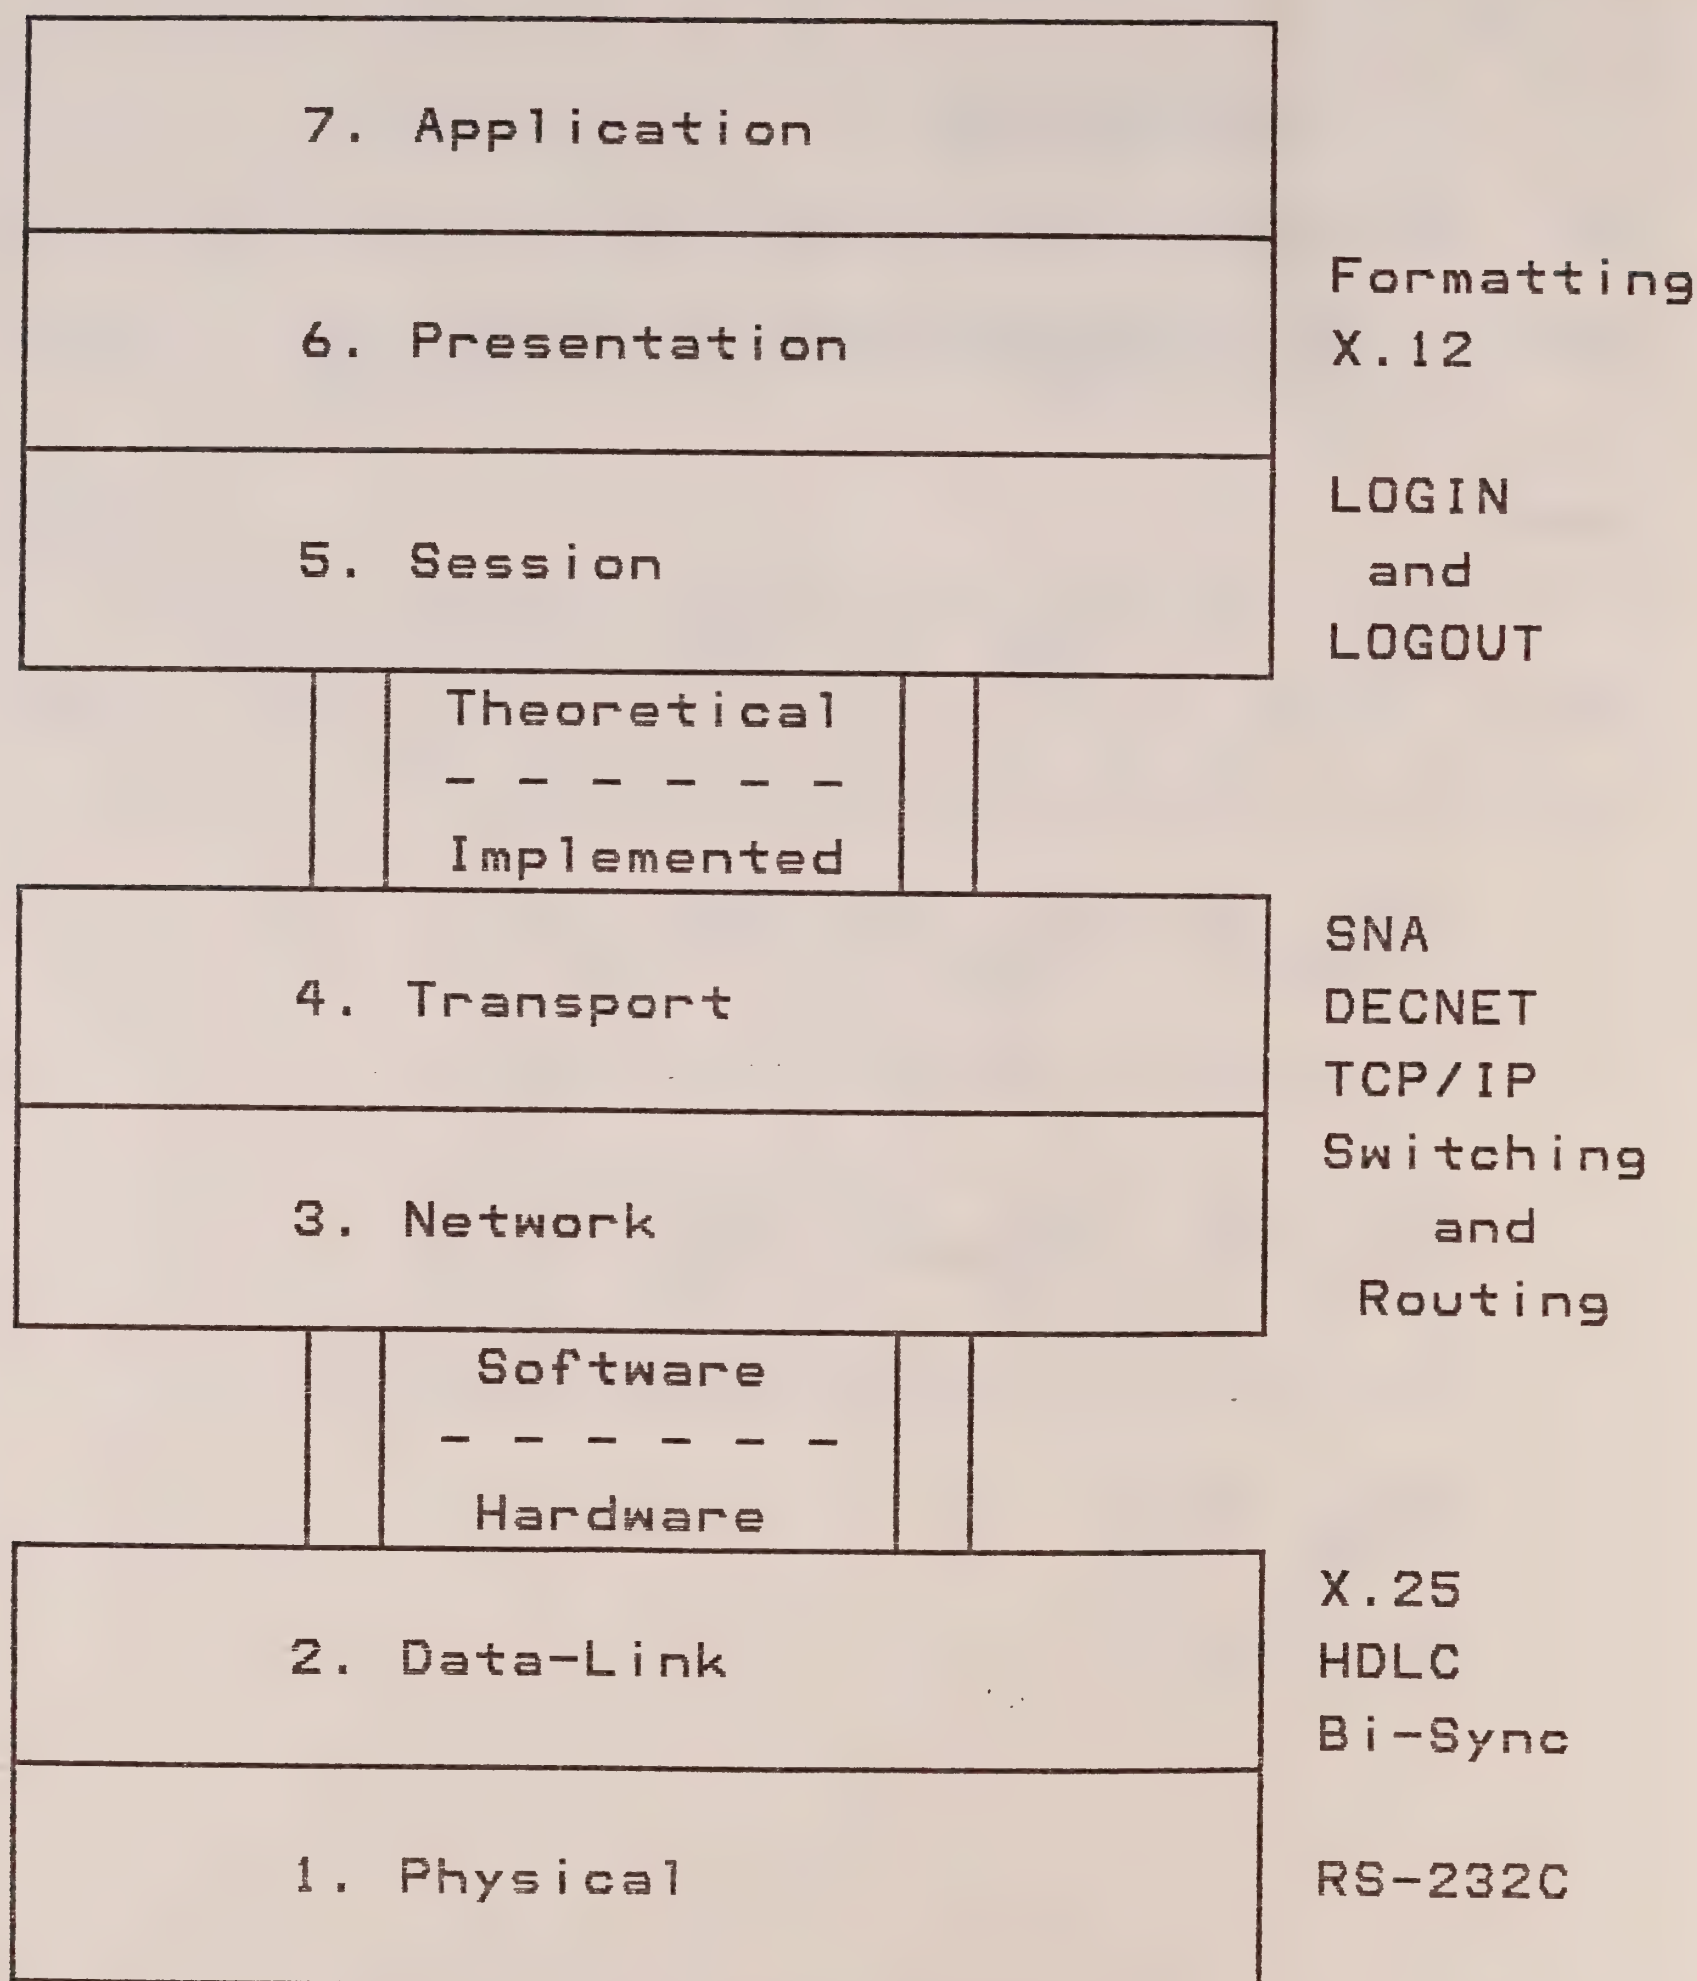 7. Application
Formatting
6. Presentation
X.12
LOGIN
5. Session
and
LOGOUT
Theoretical
- - - - - -
Implemented
SNA
4. Transport
DECNET
TCP/IP
Switching
3. Network
and
Routing
Software
- - - - - -
Hardware
X.25
2. Data-Link
HDLC
Bi-Sync
1. Physical
RS-232C